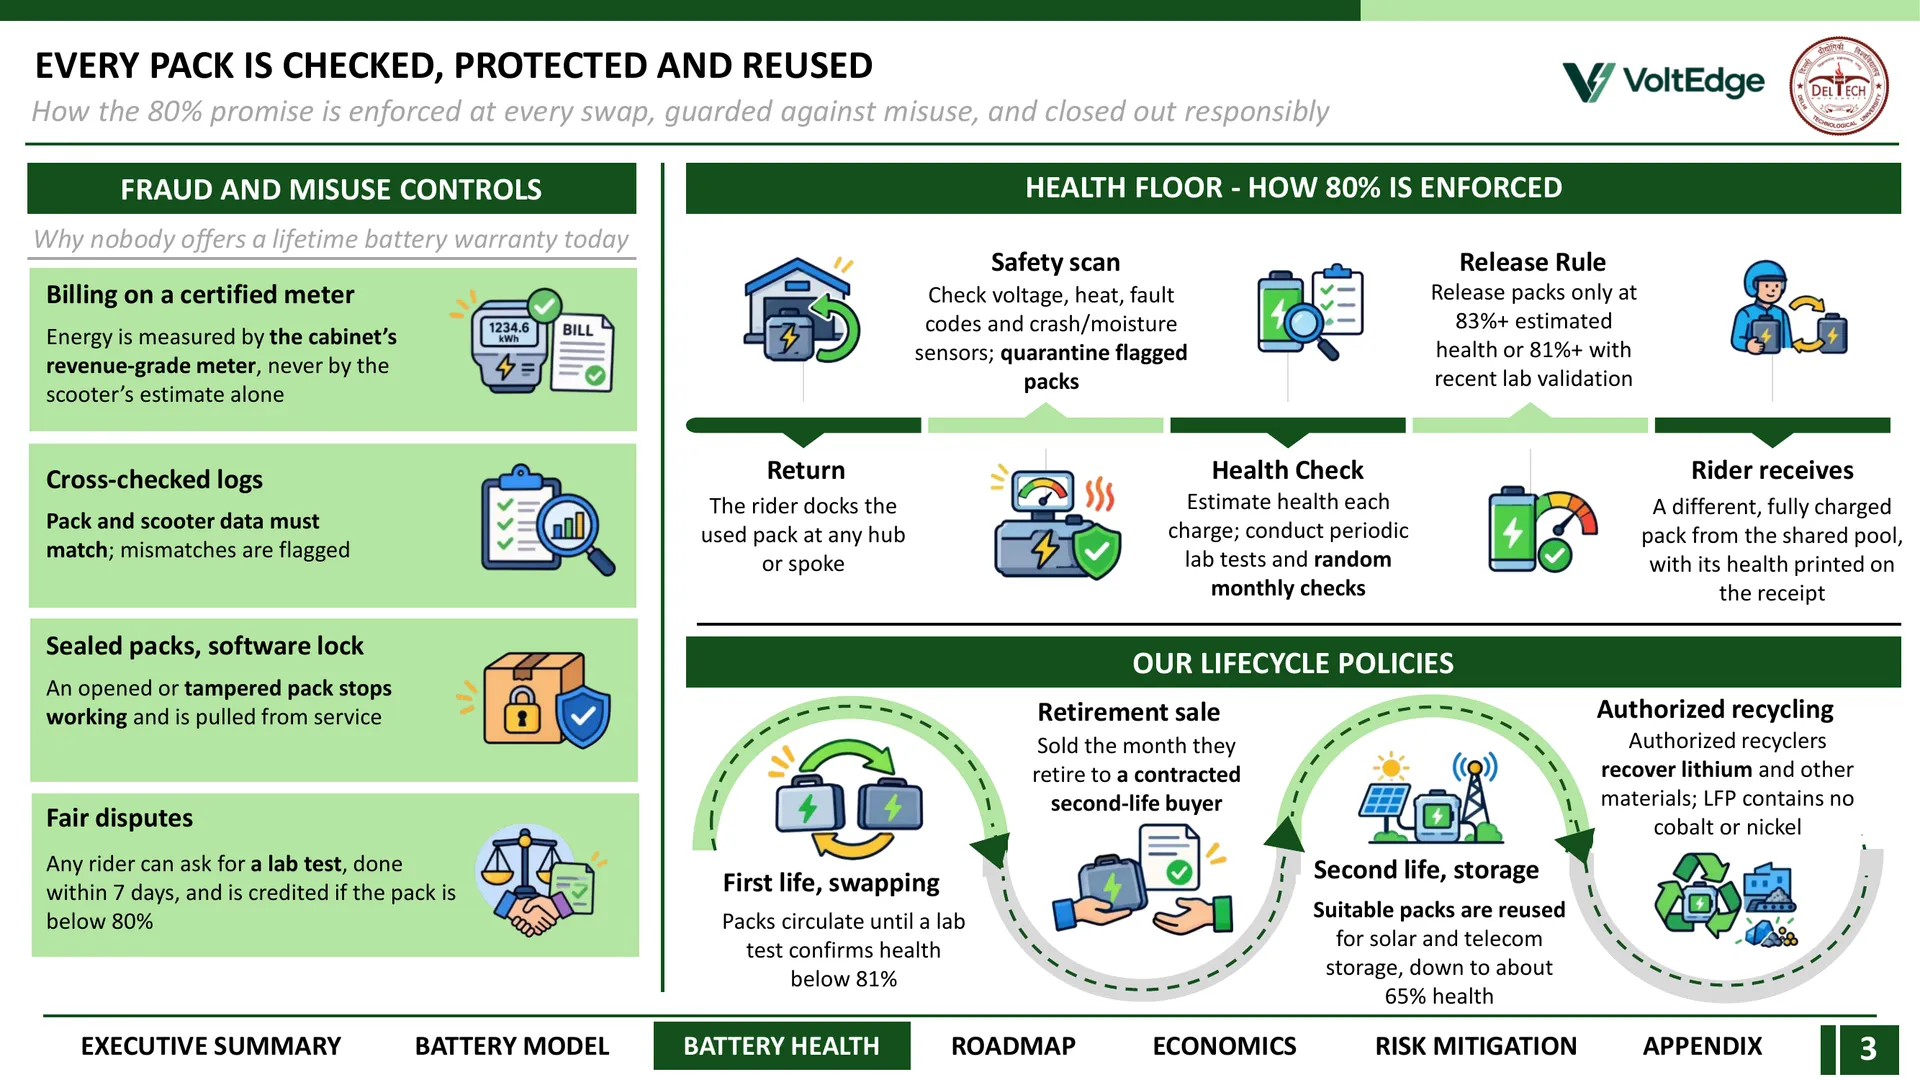 EVERY PACK IS CHECKED, PROTECTED AND REUSED
How the 80% promise is enforced at every swap, guarded against misuse, and closed out responsibly
VoltEdge
DELTECH
FRAUD AND MISUSE CONTROLS
Why nobody offers a lifetime battery warranty today
Billing on a certified meter
Energy is measured by the cabinet's
revenue-grade meter, never by the
scooter's estimate alone
1234.6
kWh
BILL
Cross-checked logs
Pack and scooter data must
match; mismatches are flagged
Sealed packs, software lock
An opened or tampered pack stops
working and is pulled from service
Fair disputes
Any rider can ask for a lab test, done
within 7 days, and is credited if the pack is
below 80%
HEALTH FLOOR - HOW 80% IS ENFORCED
Return
The rider docks the
used pack at any hub
or spoke
Safety scan
Check voltage, heat, fault
codes and crash/moisture
sensors; quarantine flagged
packs
Health Check
Estimate health each
charge; conduct periodic
lab tests and random
monthly checks
Release Rule
Release packs only at
83%+ estimated
health or 81%+ with
recent lab validation
Rider receives
A different, fully charged
pack from the shared pool,
with its health printed on
the receipt
OUR LIFECYCLE POLICIES
First life, swapping
Packs circulate until a lab
test confirms health
below 81%
Retirement sale
Sold the month they
retire to a contracted
second-life buyer
Second life, storage
Suitable packs are reused
for solar and telecom
storage, down to about
65% health
Authorized recycling
Authorized recyclers
recover lithium and other
materials; LFP contains no
cobalt or nickel
EXECUTIVE SUMMARY
BATTERY MODEL
BATTERY HEALTH
ROADMAP
ECONOMICS
RISK MITIGATION
APPENDIX
3